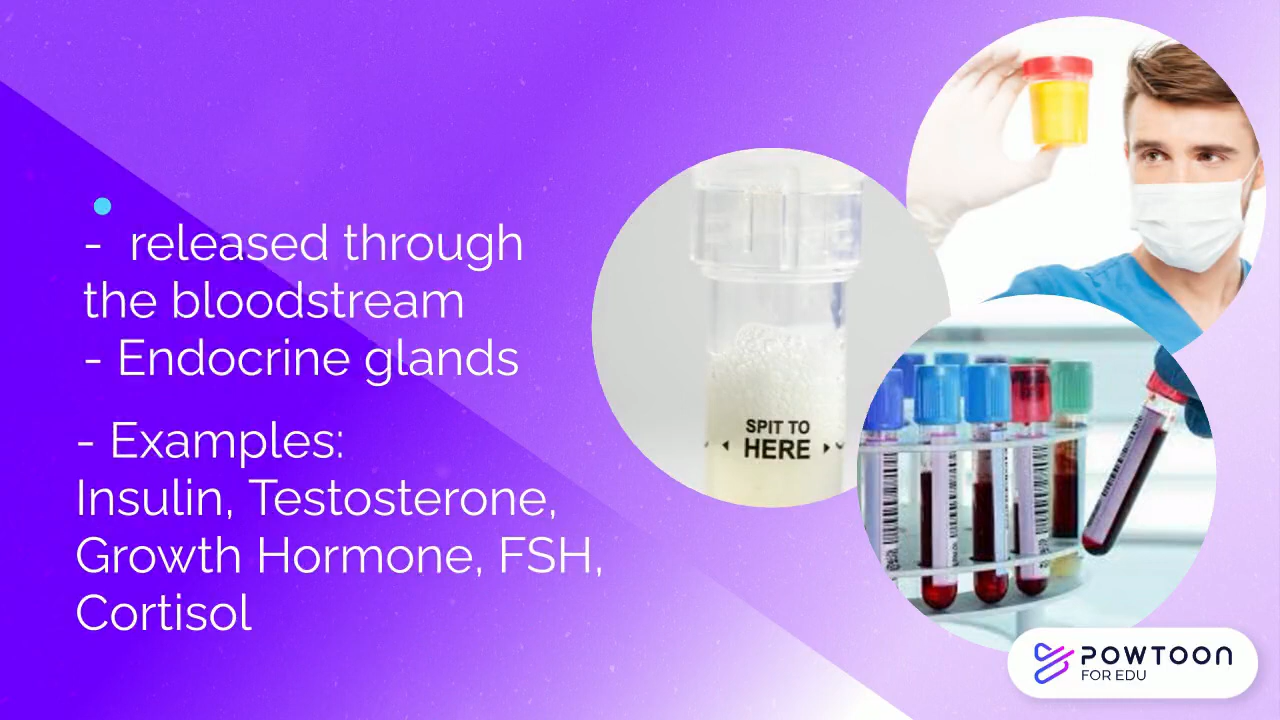 -  released through
the bloodstream
- Endocrine glands
- Examples:
Insulin, Testosterone,
Growth Hormone, FSH,
Cortisol
SPIT TO
HERE
POWTOON
FOR EDU